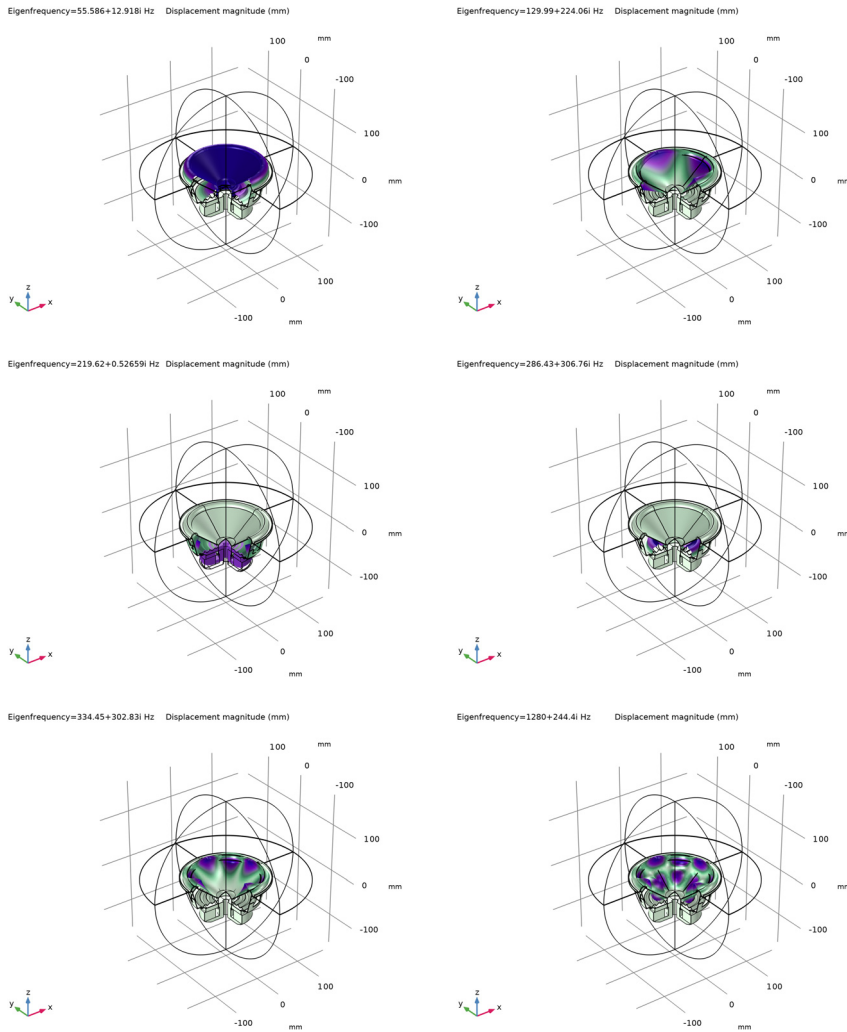 Eigenfrequency=55.586+12.918i Hz Displacement magnitude (mm)
100
mm
0
-100
100
0
mm
-100
100
0
-100
mm
z
y
x
Eigenfrequency=129.99+224.06i Hz Displacement magnitude (mm)
100
mm
0
-100
100
0
mm
-100
100
0
-100
mm
z
y
x
Eigenfrequency=219.62+0.52659i Hz Displacement magnitude (mm)
100
mm
0
-100
100
0
mm
-100
100
0
-100
mm
z
y
x
Eigenfrequency=286.43+306.76i Hz Displacement magnitude (mm)
100
mm
0
-100
100
0
mm
-100
100
0
-100
mm
z
y
x
Eigenfrequency=334.45+302.83i Hz Displacement magnitude (mm)
100
mm
0
-100
100
0
mm
-100
100
0
-100
mm
z
y
x
Eigenfrequency=1280+244.4i Hz Displacement magnitude (mm)
100
mm
0
-100
100
0
mm
-100
100
0
-100
mm
z
y
x